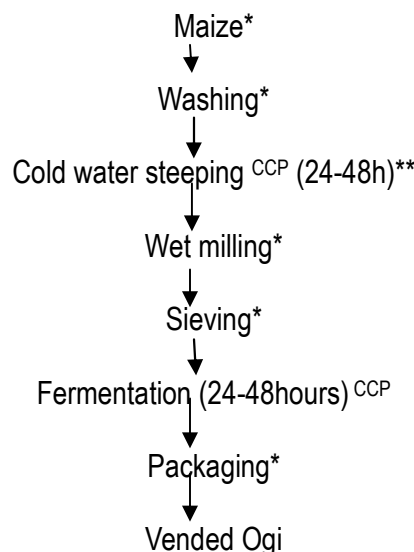 Maize*
Washing*
Cold water steeping CCP (24-48h)**
Wet milling*
Sieving*
Fermentation (24-48hours) CCP
Packaging*
Vended Ogi